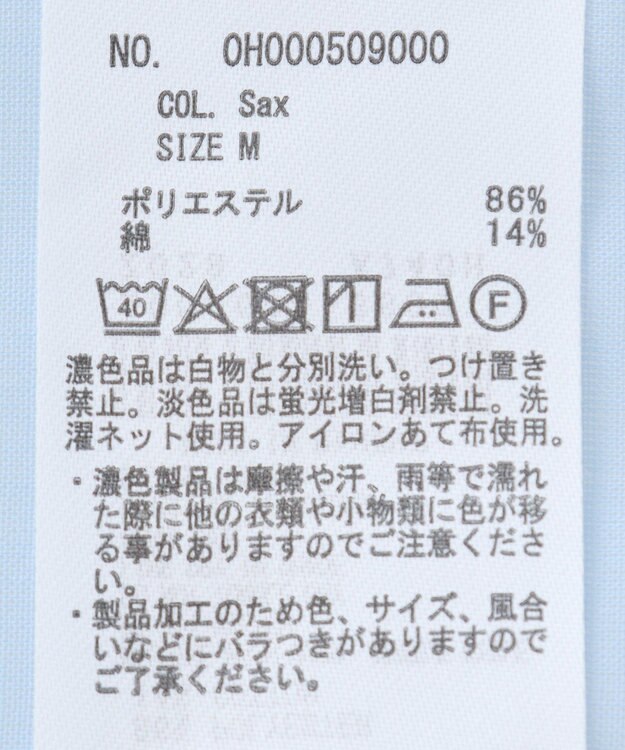 NO. 0H000509000
COL. Sax
SIZE M
ポリエステル 86%
綿 14%
40 F
濃色品は白物と分別洗い。つけ置き
禁止。淡色品は蛍光増白剤禁止。洗
濯ネット使用。アイロンあて布使用。
・濃色製品は摩擦や汗、雨等で濡れ
た際に他の衣類や小物類に色が移
る事がありますのでご注意くださ
い。
・製品加工のため色、サイズ、風合
いなどにバラつきがありますので
ご了承ください。